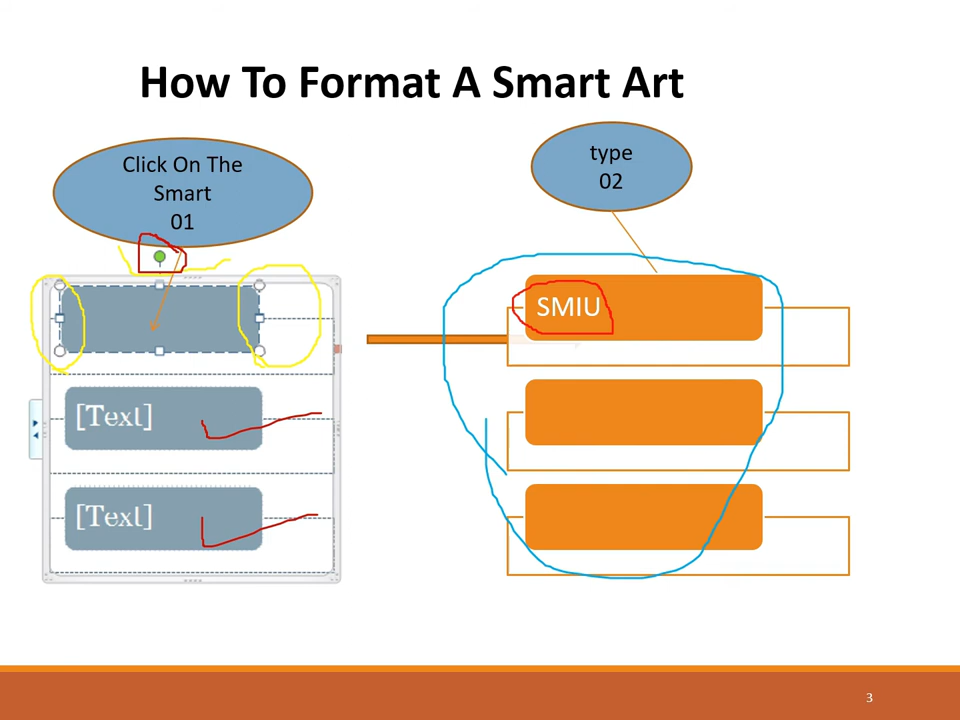 How To Format A Smart Art
Click On The
Smart
01
type
02
SMIU
[Text]
[Text]
3